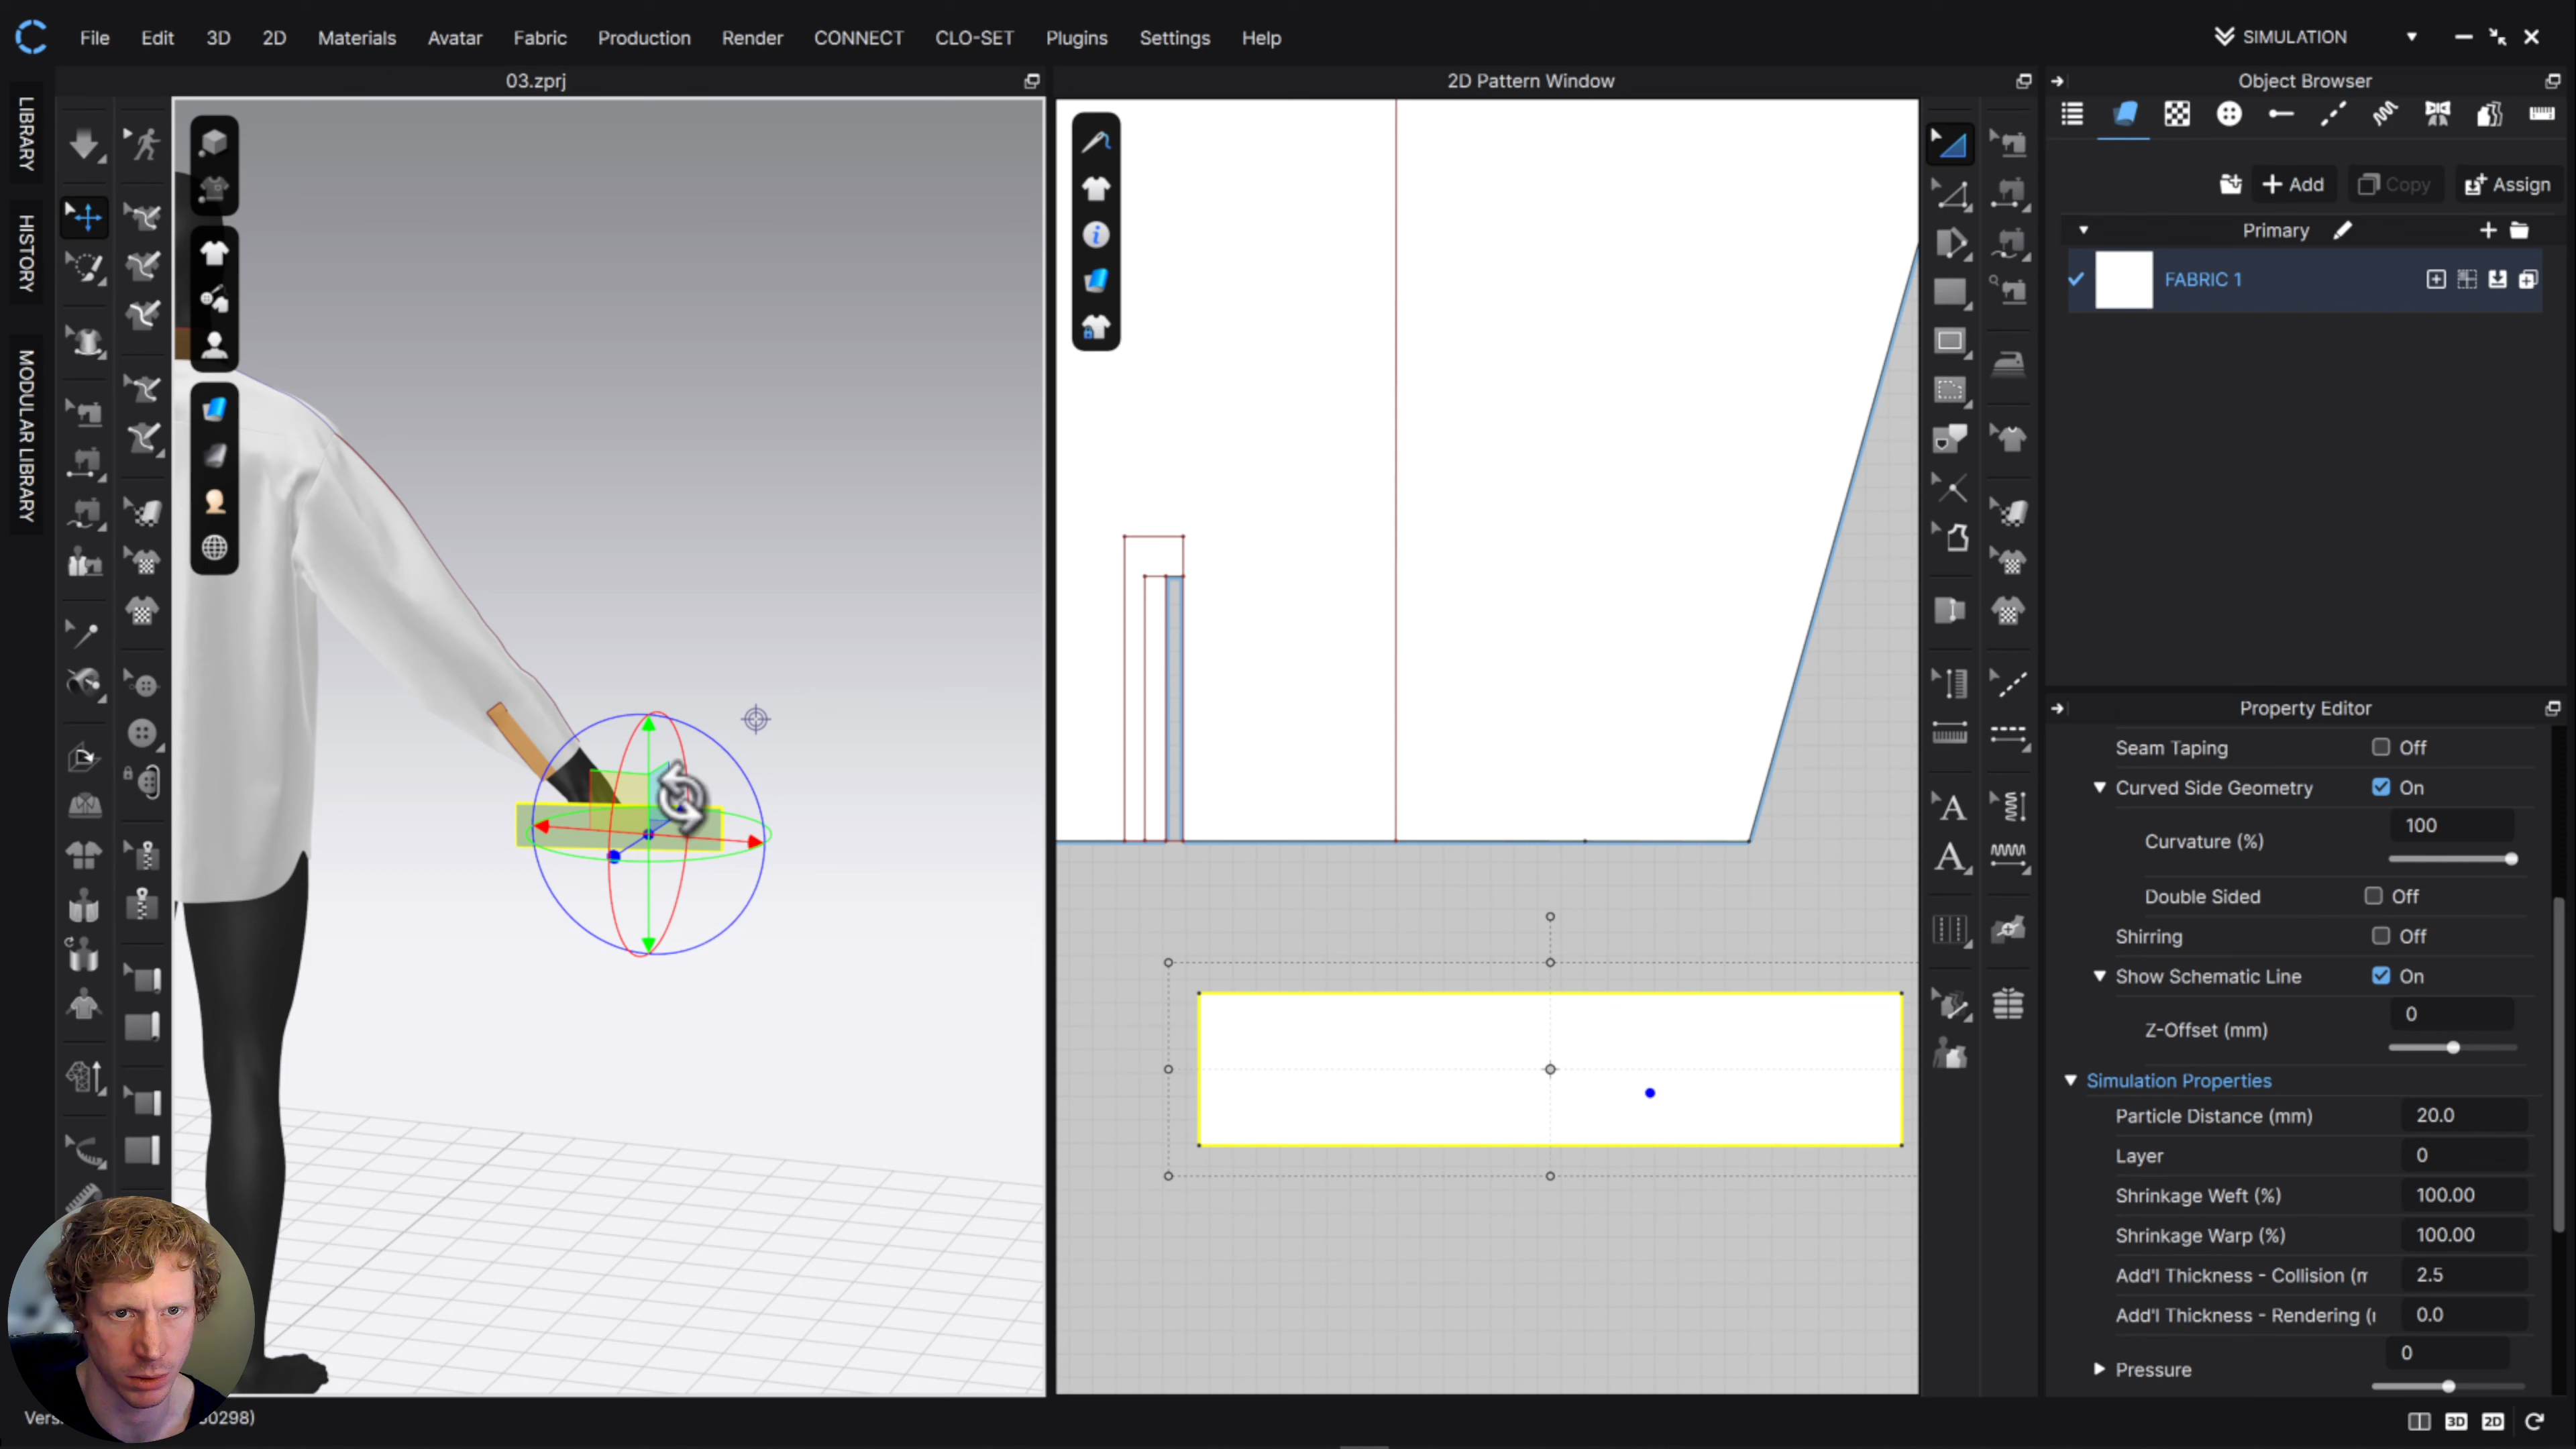 File Edit 3D 2D Materials Avatar Fabric Production Render CONNECT CLO-SET Plugins Settings Help
SIMULATION
LIBRARY
HISTORY
MODULAR LIBRARY
03.zprj
2D Pattern Window
Object Browser
Add
Copy
Assign
Primary
FABRIC 1
Property Editor
Seam Taping Off
Curved Side Geometry On
Curvature (%) 100
Double Sided Off
Shirring Off
Show Schematic Line On
Z-Offset (mm) 0
Simulation Properties
Particle Distance (mm) 20.0
Layer 0
Shrinkage Weft (%) 100.00
Shrinkage Warp (%) 100.00
Add'l Thickness - Collision (m 2.5
Add'l Thickness - Rendering (ı 0.0
Pressure 0
A
A
3D 2D